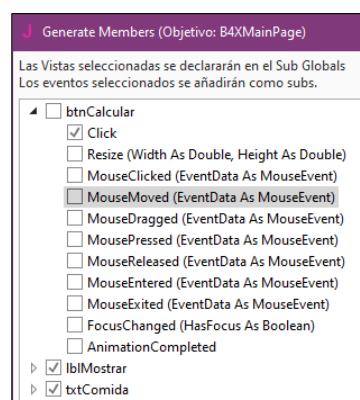 J Generate Members (Objetivo: B4XMainPage)
Las Vistas seleccionadas se declararán en el Sub Globals
Los eventos seleccionados se añadirán como subs.
btnCalcular
Click
Resize (Width As Double, Height As Double)
MouseClicked (EventData As MouseEvent)
MouseMoved (EventData As MouseEvent)
MouseDragged (EventData As MouseEvent)
MousePressed (EventData As MouseEvent)
MouseReleased (EventData As MouseEvent)
MouseEntered (EventData As MouseEvent)
MouseExited (EventData As MouseEvent)
FocusChanged (HasFocus As Boolean)
AnimationCompleted
lblMostrar
txtComida